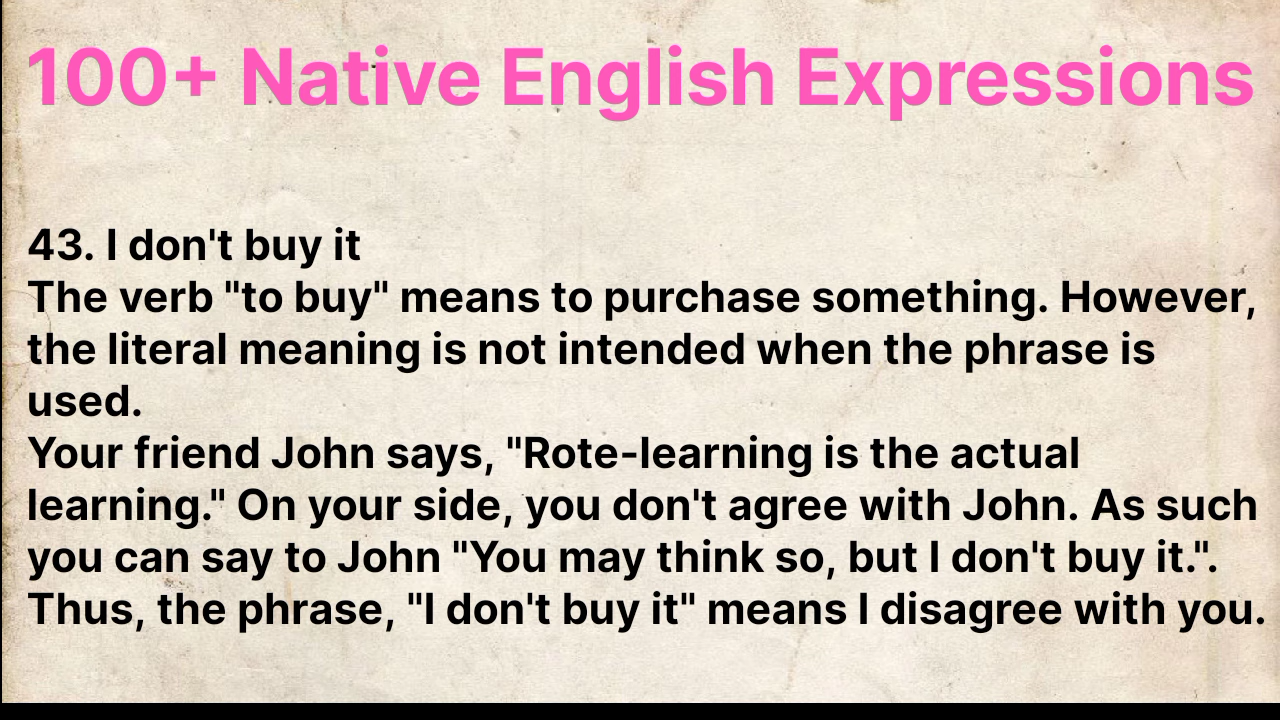 100+ Native English Expressions
43. I don't buy it
The verb "to buy" means to purchase something. However,
the literal meaning is not intended when the phrase is
used.
Your friend John says, "Rote-learning is the actual
learning." On your side, you don't agree with John. As such
you can say to John "You may think so, but I don't buy it.".
Thus, the phrase, "I don't buy it" means I disagree with you.